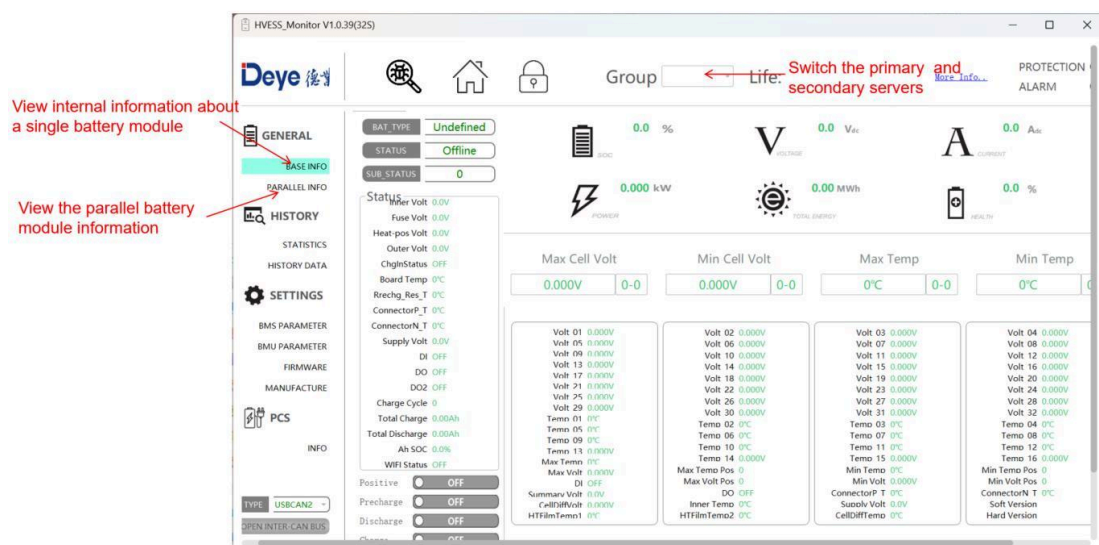 HVESS_Monitor V1.0.39(32S)
Deye 德业
Group
Life:
Switch the primary and
secondary servers
More Info..
PROTECTION
ALARM
View internal information about
a single battery module
View the parallel battery
module information
GENERAL
BASE INFO
PARALLEL INFO
HISTORY
STATISTICS
HISTORY DATA
SETTINGS
BMS PARAMETER
BMU PARAMETER
FIRMWARE
MANUFACTURE
PCS
INFO
TYPE USBCAN2
OPEN INTER-CAN BUS
BAT_TYPE Undefined
STATUS Offline
SUB_STATUS 0
Status
Inner Volt 0.0V
Fuse Volt 0.0V
Heat-pos Volt 0.0V
Outer Volt 0.0V
ChgInStatus OFF
Board Temp 0℃
Rrechg_Res_T 0℃
ConnectorP_T 0℃
ConnectorN_T 0℃
Supply Volt 0.0V
DI OFF
DO OFF
DO2 OFF
Charge Cycle 0
Total Charge 0.00Ah
Total Discharge 0.00Ah
Ah SOC 0.0%
WIFI Status OFF
Positive OFF
Precharge OFF
Discharge OFF
Charge OFF
0.0 %
SOC
V 0.0 Vdc
VOLTAGE
A 0.0 Adc
CURRENT
0.000 kW
POWER
0.00 MWh
TOTAL ENERGY
0.0 %
HEALTH
Max Cell Volt
0.000V 0-0
Min Cell Volt
0.000V 0-0
Max Temp
0℃ 0-0
Min Temp
0℃
Volt 01 0.000V
Volt 05 0.000V
Volt 09 0.000V
Volt 13 0.000V
Volt 17 0.000V
Volt 21 0.000V
Volt 25 0.000V
Volt 29 0.000V
Temp 01 0℃
Temp 05 0℃
Temp 09 0℃
Temp 13 0.000V
Max Temp 0℃
Max Volt 0.000V
DI OFF
Summary Volt 0.0V
CellDiffVolt 0.000V
HTFilmTemp1 0℃
Volt 02 0.000V
Volt 06 0.000V
Volt 10 0.000V
Volt 14 0.000V
Volt 18 0.000V
Volt 22 0.000V
Volt 26 0.000V
Volt 30 0.000V
Temp 02 0℃
Temp 06 0℃
Temp 10 0℃
Temp 14 0.000V
Max Temp Pos 0
Max Volt Pos 0
DO OFF
Inner Temp 0℃
HTFilmTemp2 0℃
Volt 03 0.000V
Volt 07 0.000V
Volt 11 0.000V
Volt 15 0.000V
Volt 19 0.000V
Volt 23 0.000V
Volt 27 0.000V
Volt 31 0.000V
Temp 03 0℃
Temp 07 0℃
Temp 11 0℃
Temp 15 0.000V
Min Temp 0℃
Min Volt 0.000V
ConnectorP_T 0℃
Supply Volt 0.0V
CellDiffTemp 0℃
Volt 04 0.000V
Volt 08 0.000V
Volt 12 0.000V
Volt 16 0.000V
Volt 20 0.000V
Volt 24 0.000V
Volt 28 0.000V
Volt 32 0.000V
Temp 04 0℃
Temp 08 0℃
Temp 12 0℃
Temp 16 0.000V
Min Temp Pos 0
Min Volt Pos 0
ConnectorN_T 0℃
Soft Version
Hard Version